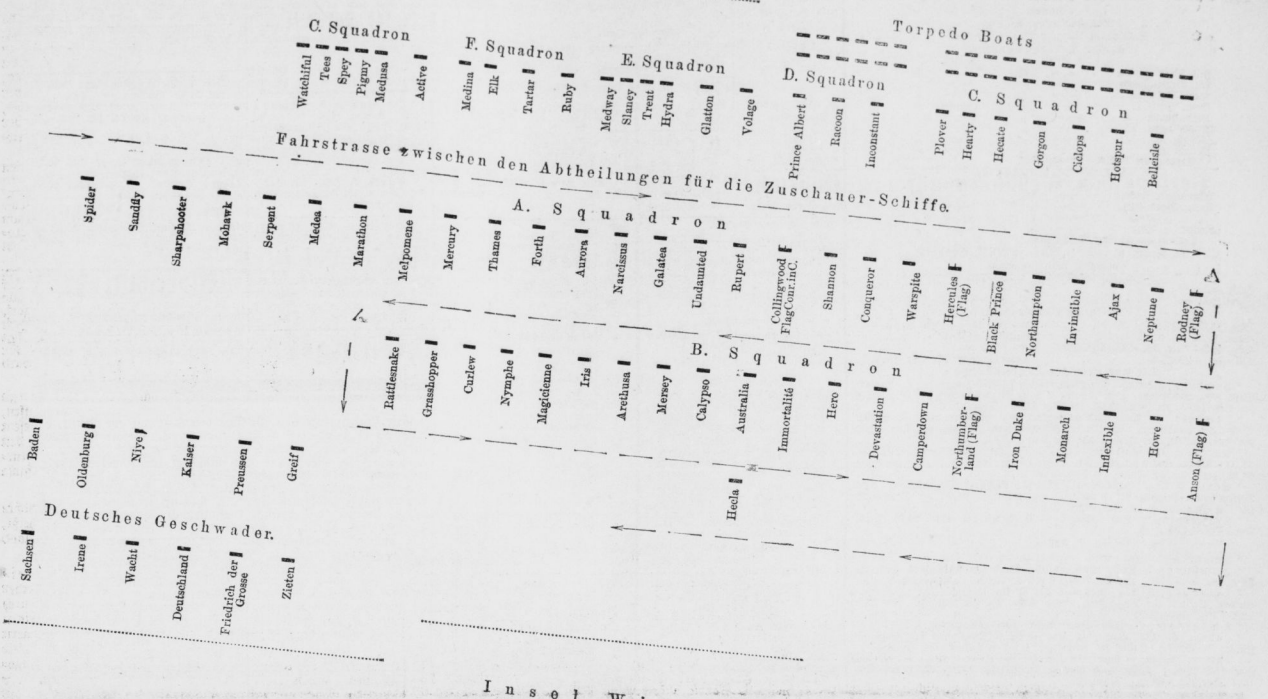 Torpedo Boats
C. Squadron
Watchiful
Tees
Spey
Pigmy
Medusa
Active
F. Squadron
Medina
Elk
Tartar
Ruby
E. Squadron
Medway
Slaney
Trent
Hydra
Glatton
Volage
D. Squadron
Prince Albert
Racoon
Inconstant
C. Squadron
Plover
Hearty
Hecate
Gorgon
Ciclops
Hotspur
Belleisle
Fahrstrasse zwischen den Abtheilungen für die Zuschauer-Schiffe.
A. Squadron
Spider
Sandfly
Sharpshooter
Mohawk
Serpent
Medea
Marathon
Melpomene
Mercury
Thames
Forth
Aurora
Narcissus
Galatea
Undaunted
Rupert
Collingwood
FlagConr.inC.
Shannon
Conqueror
Warspite
Hercules
(Flag)
Black Prince
Northampton
Invincible
Ajax
Neptune
Rodney
(Flag)
B. Squadron
Rattlesnake
Grasshopper
Curlew
Nymphe
Magicienne
Iris
Arethusa
Mersey
Calypso
Australia
Immortalité
Hero
Devastation
Camperdown
Northumber-
land (Flag)
Iron Duke
Monarch
Inflexible
Howe
Anson (Flag)
Hecla
Baden
Oldenburg
Niye
Kaiser
Preussen
Greif
Deutsches Geschwader.
Sachsen
Irene
Wacht
Deutschland
Friedrich der
Grosse
Zieten
Insel